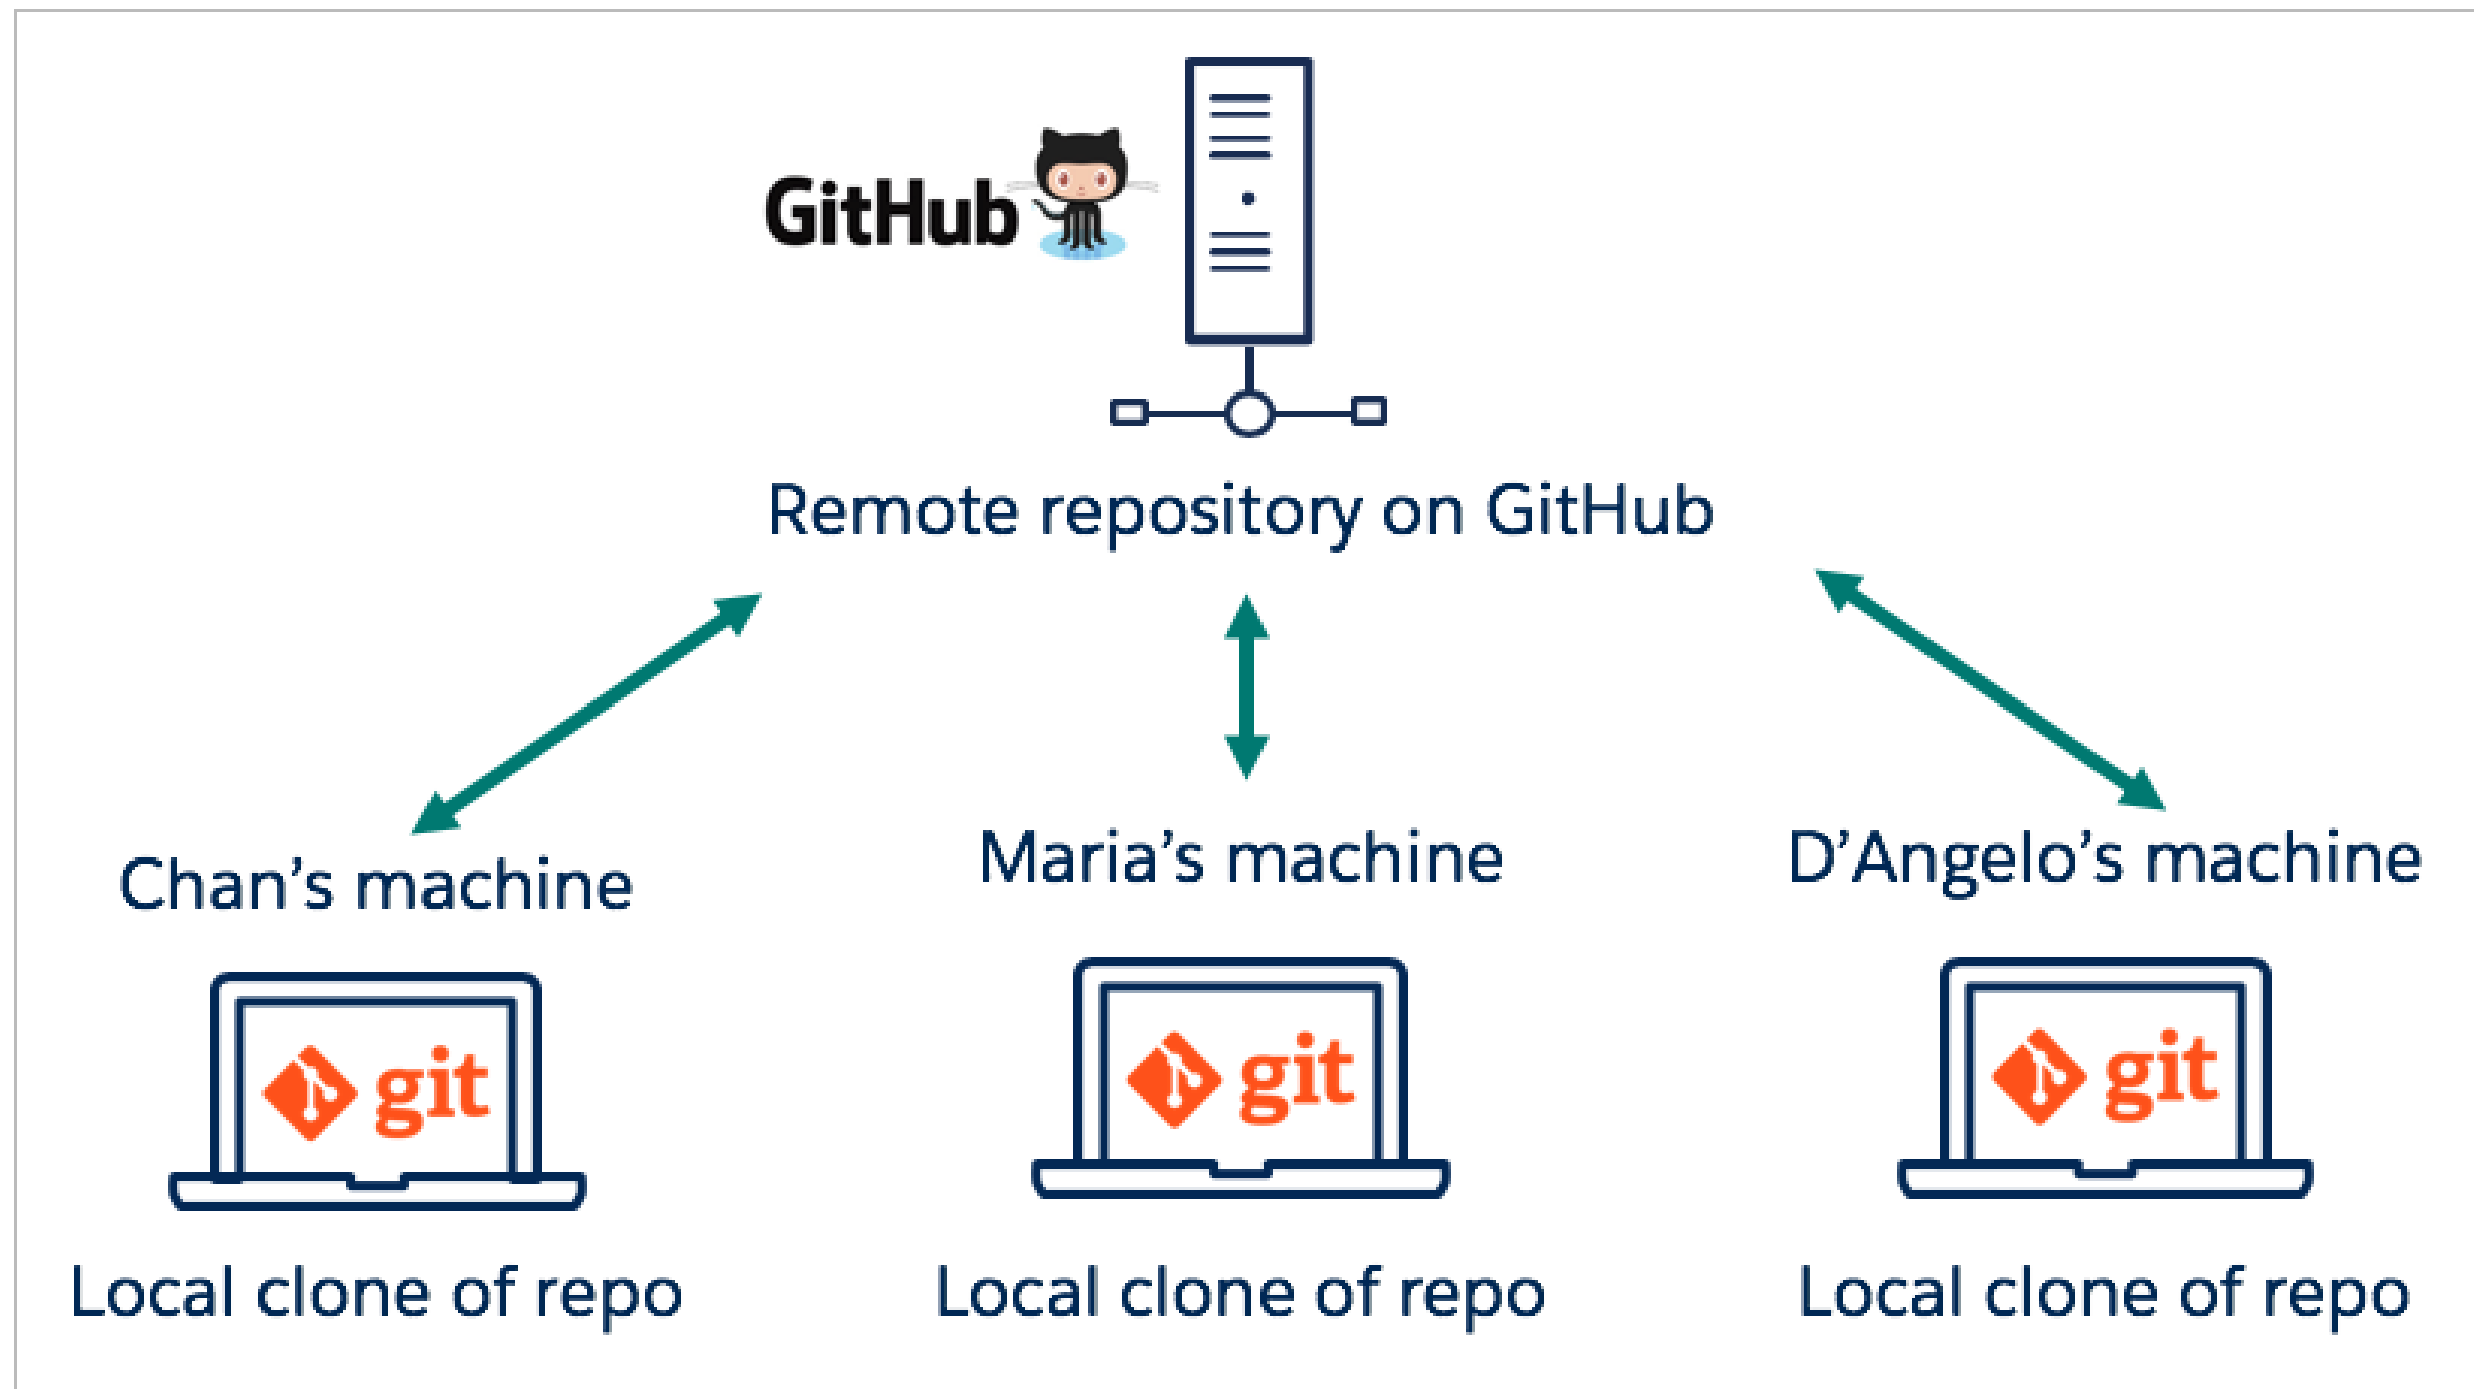 GitHub
Remote repository on GitHub
Chan’s machine
Maria’s machine
D’Angelo’s machine
git
git
git
Local clone of repo
Local clone of repo
Local clone of repo